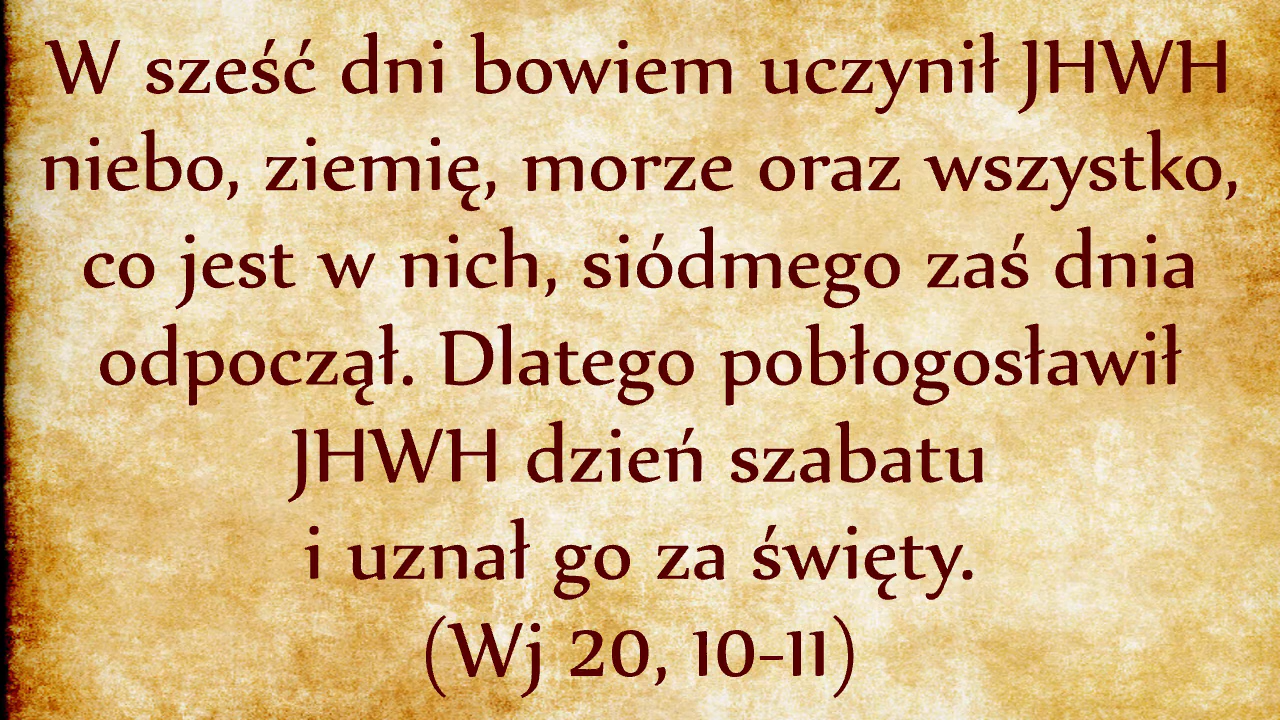 W sześć dni bowiem uczynił JHWH
niebo, ziemię, morze oraz wszystko,
co jest w nich, siódmego zaś dnia
odpoczął. Dlatego pobłogosławił
JHWH dzień szabatu
i uznał go za święty.
(Wj 20, 10-11)